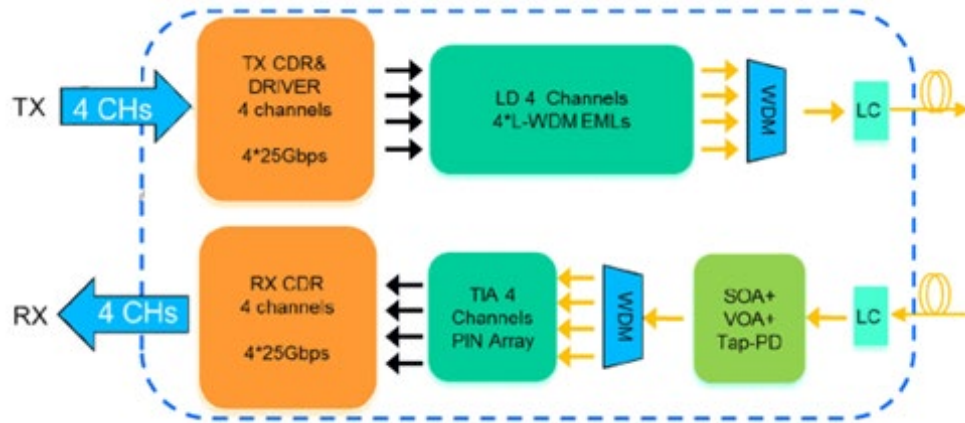 TX
4 CHs
TX CDR&
DRIVER
4 channels
4*25Gbps
LD 4 Channels
4*L-WDM EMLs
WDM
LC
RX
4 CHs
RX CDR
4 channels
4*25Gbps
TIA 4
Channels
PIN Array
WDM
SOA+
VOA+
Tap-PD
LC